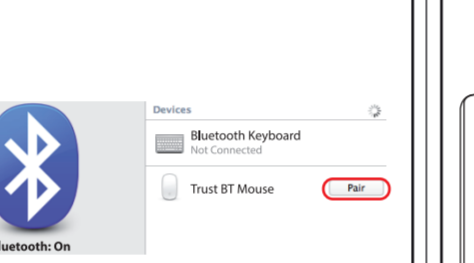 Devices
Bluetooth Keyboard
Not Connected
Trust BT Mouse
Pair
luetooth: On